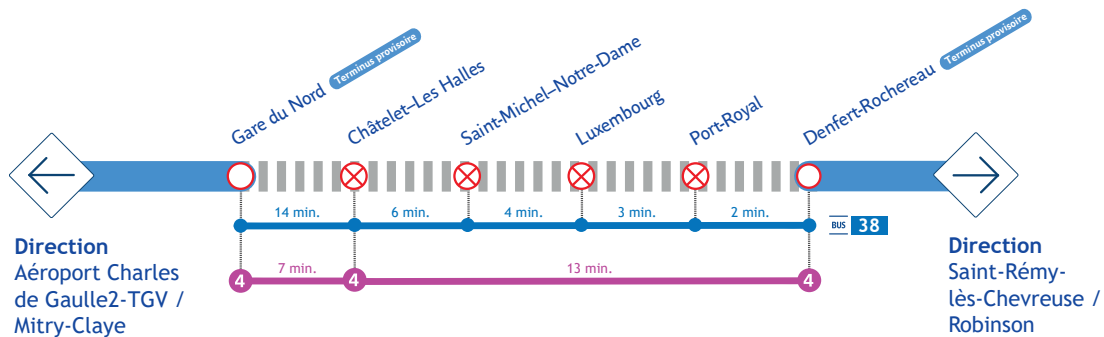 Gare du Nord Terminus provisoire
Châtelet–Les Halles
Saint-Michel–Notre-Dame
Luxembourg
Port-Royal
Denfert-Rochereau Terminus provisoire
14 min. 6 min. 4 min. 3 min. 2 min.
BUS 38
7 min. 13 min.
4 4 4
Direction
Aéroport Charles
de Gaulle2-TGV /
Mitry-Claye
Direction
Saint-Rémy-
lès-Chevreuse /
Robinson